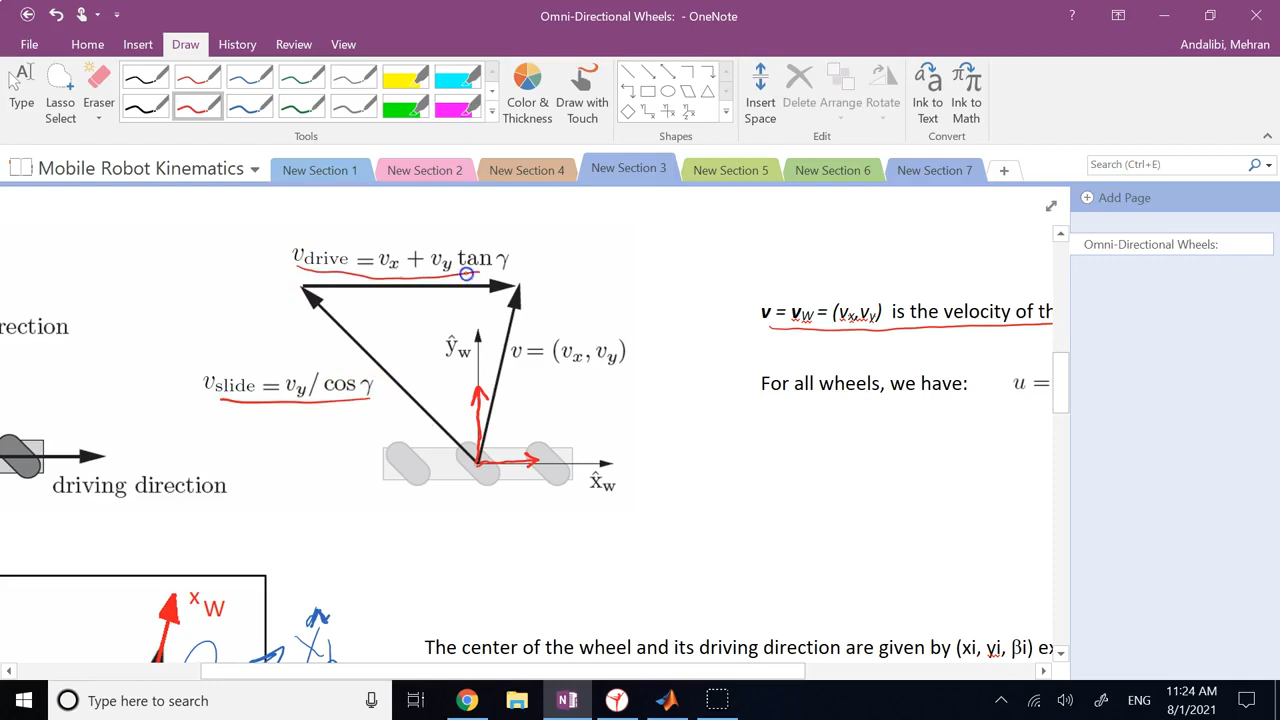 Omni-Directional Wheels: - OneNote
File Home Insert Draw History Review View
Andalibi, Mehran
Type
Lasso Select
Eraser
Color & Thickness
Draw with Touch
Insert Space
Delete
Arrange
Rotate
Ink to Text
Ink to Math
Tools
Shapes
Edit
Convert
Mobile Robot Kinematics
New Section 1
New Section 2
New Section 4
New Section 3
New Section 5
New Section 6
New Section 7
Search (Ctrl+E)
Add Page
Omni-Directional Wheels:
v_drive = v_x + v_y tan γ
v = v_W = (v_x,v_y) is the velocity of th
rection
ŷ_w
v = (v_x, v_y)
v_slide = v_y / cos γ
For all wheels, we have: u =
driving direction
x̂_w
x W
x̂b
The center of the wheel and its driving direction are given by (xi, yi, βi) ex
Type here to search
ENG
11:24 AM
8/1/2021